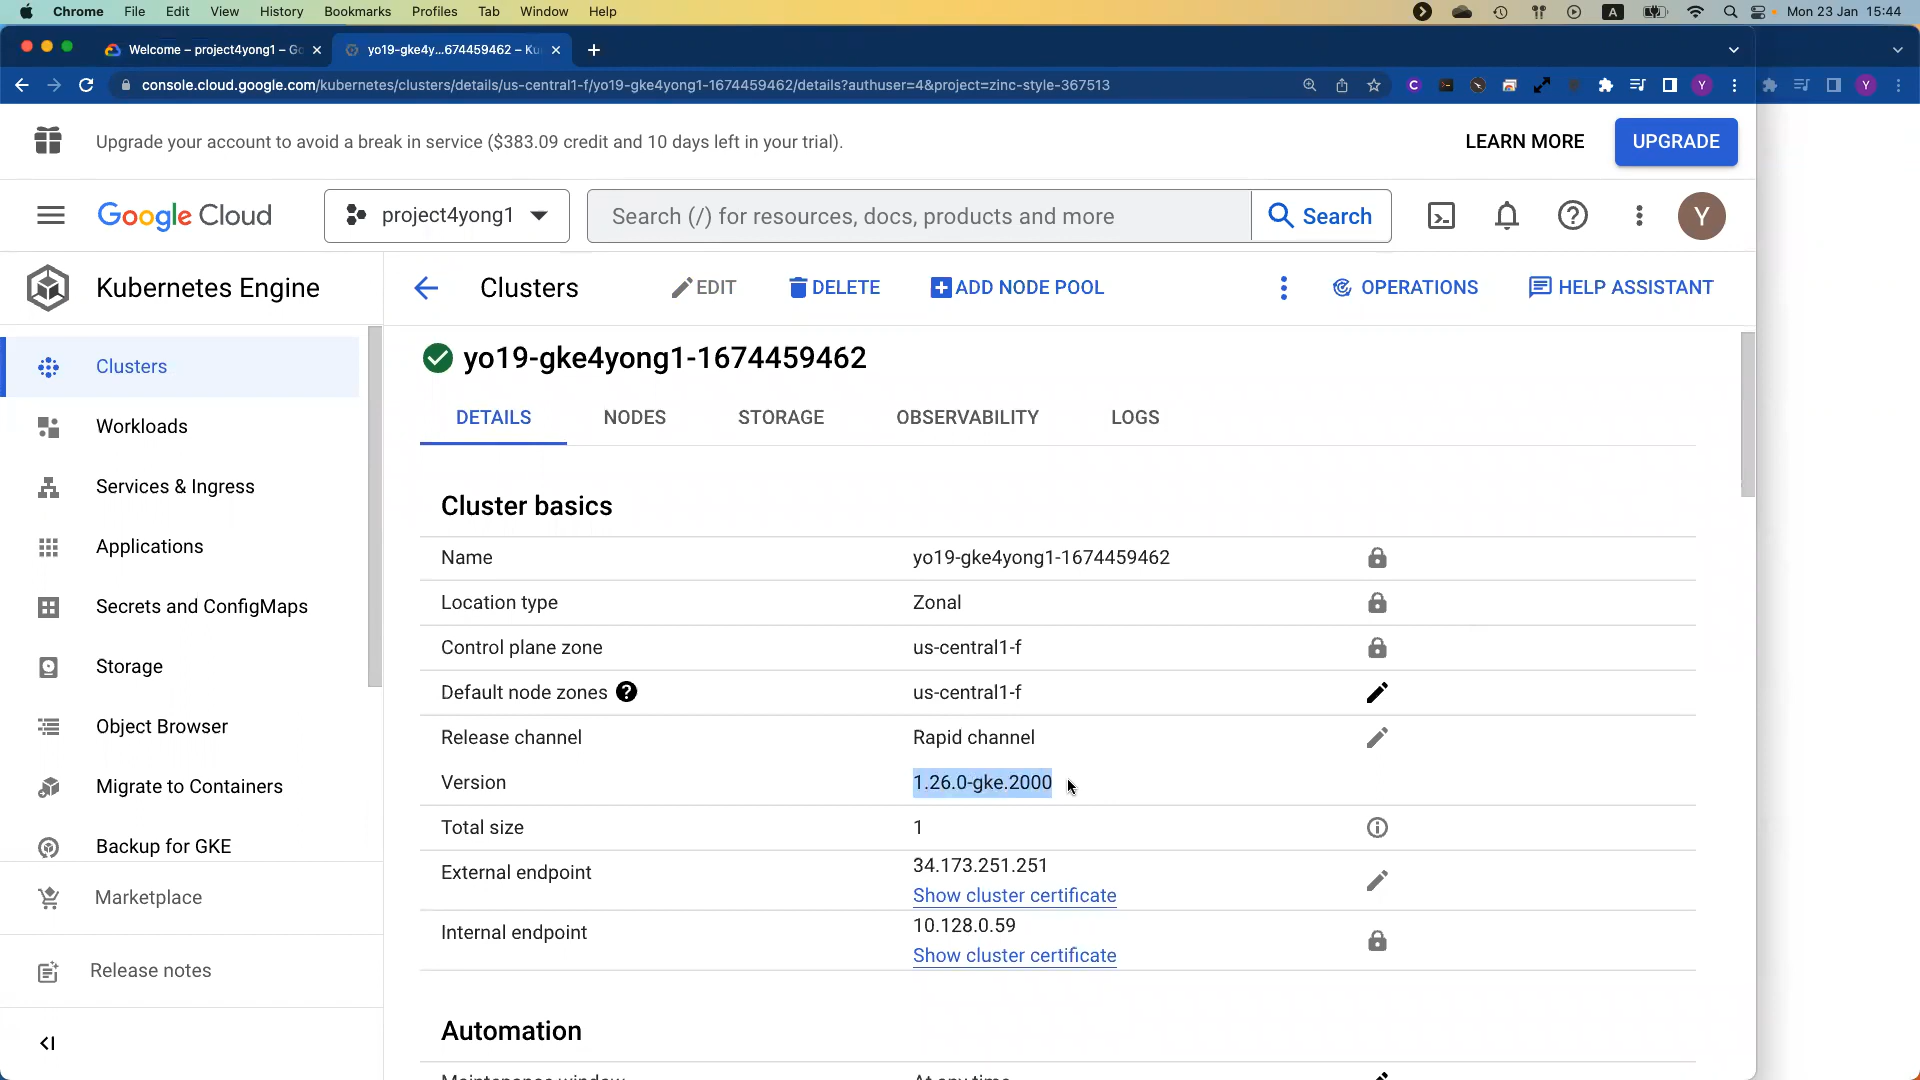 Chrome File Edit View History Bookmarks Profiles Tab Window Help A Mon 23 Jan 15:44
Welcome – project4yong1 – Go yo19-gke4y...674459462 – Ku
console.cloud.google.com/kubernetes/clusters/details/us-central1-f/yo19-gke4yong1-1674459462/details?authuser=4&project=zinc-style-367513 C Y Y
Upgrade your account to avoid a break in service ($383.09 credit and 10 days left in your trial). LEARN MORE UPGRADE
Google Cloud project4yong1 Search (/) for resources, docs, products and more Search Y
Kubernetes Engine
Clusters EDIT DELETE ADD NODE POOL OPERATIONS HELP ASSISTANT
Clusters
Workloads
Services & Ingress
Applications
Secrets and ConfigMaps
Storage
Object Browser
Migrate to Containers
Backup for GKE
Marketplace
Release notes
yo19-gke4yong1-1674459462
DETAILS NODES STORAGE OBSERVABILITY LOGS
Cluster basics
Name yo19-gke4yong1-1674459462
Location type Zonal
Control plane zone us-central1-f
Default node zones us-central1-f
Release channel Rapid channel
Version 1.26.0-gke.2000
Total size 1
External endpoint 34.173.251.251
Show cluster certificate
Internal endpoint 10.128.0.59
Show cluster certificate
Automation
Maintenance window At any time